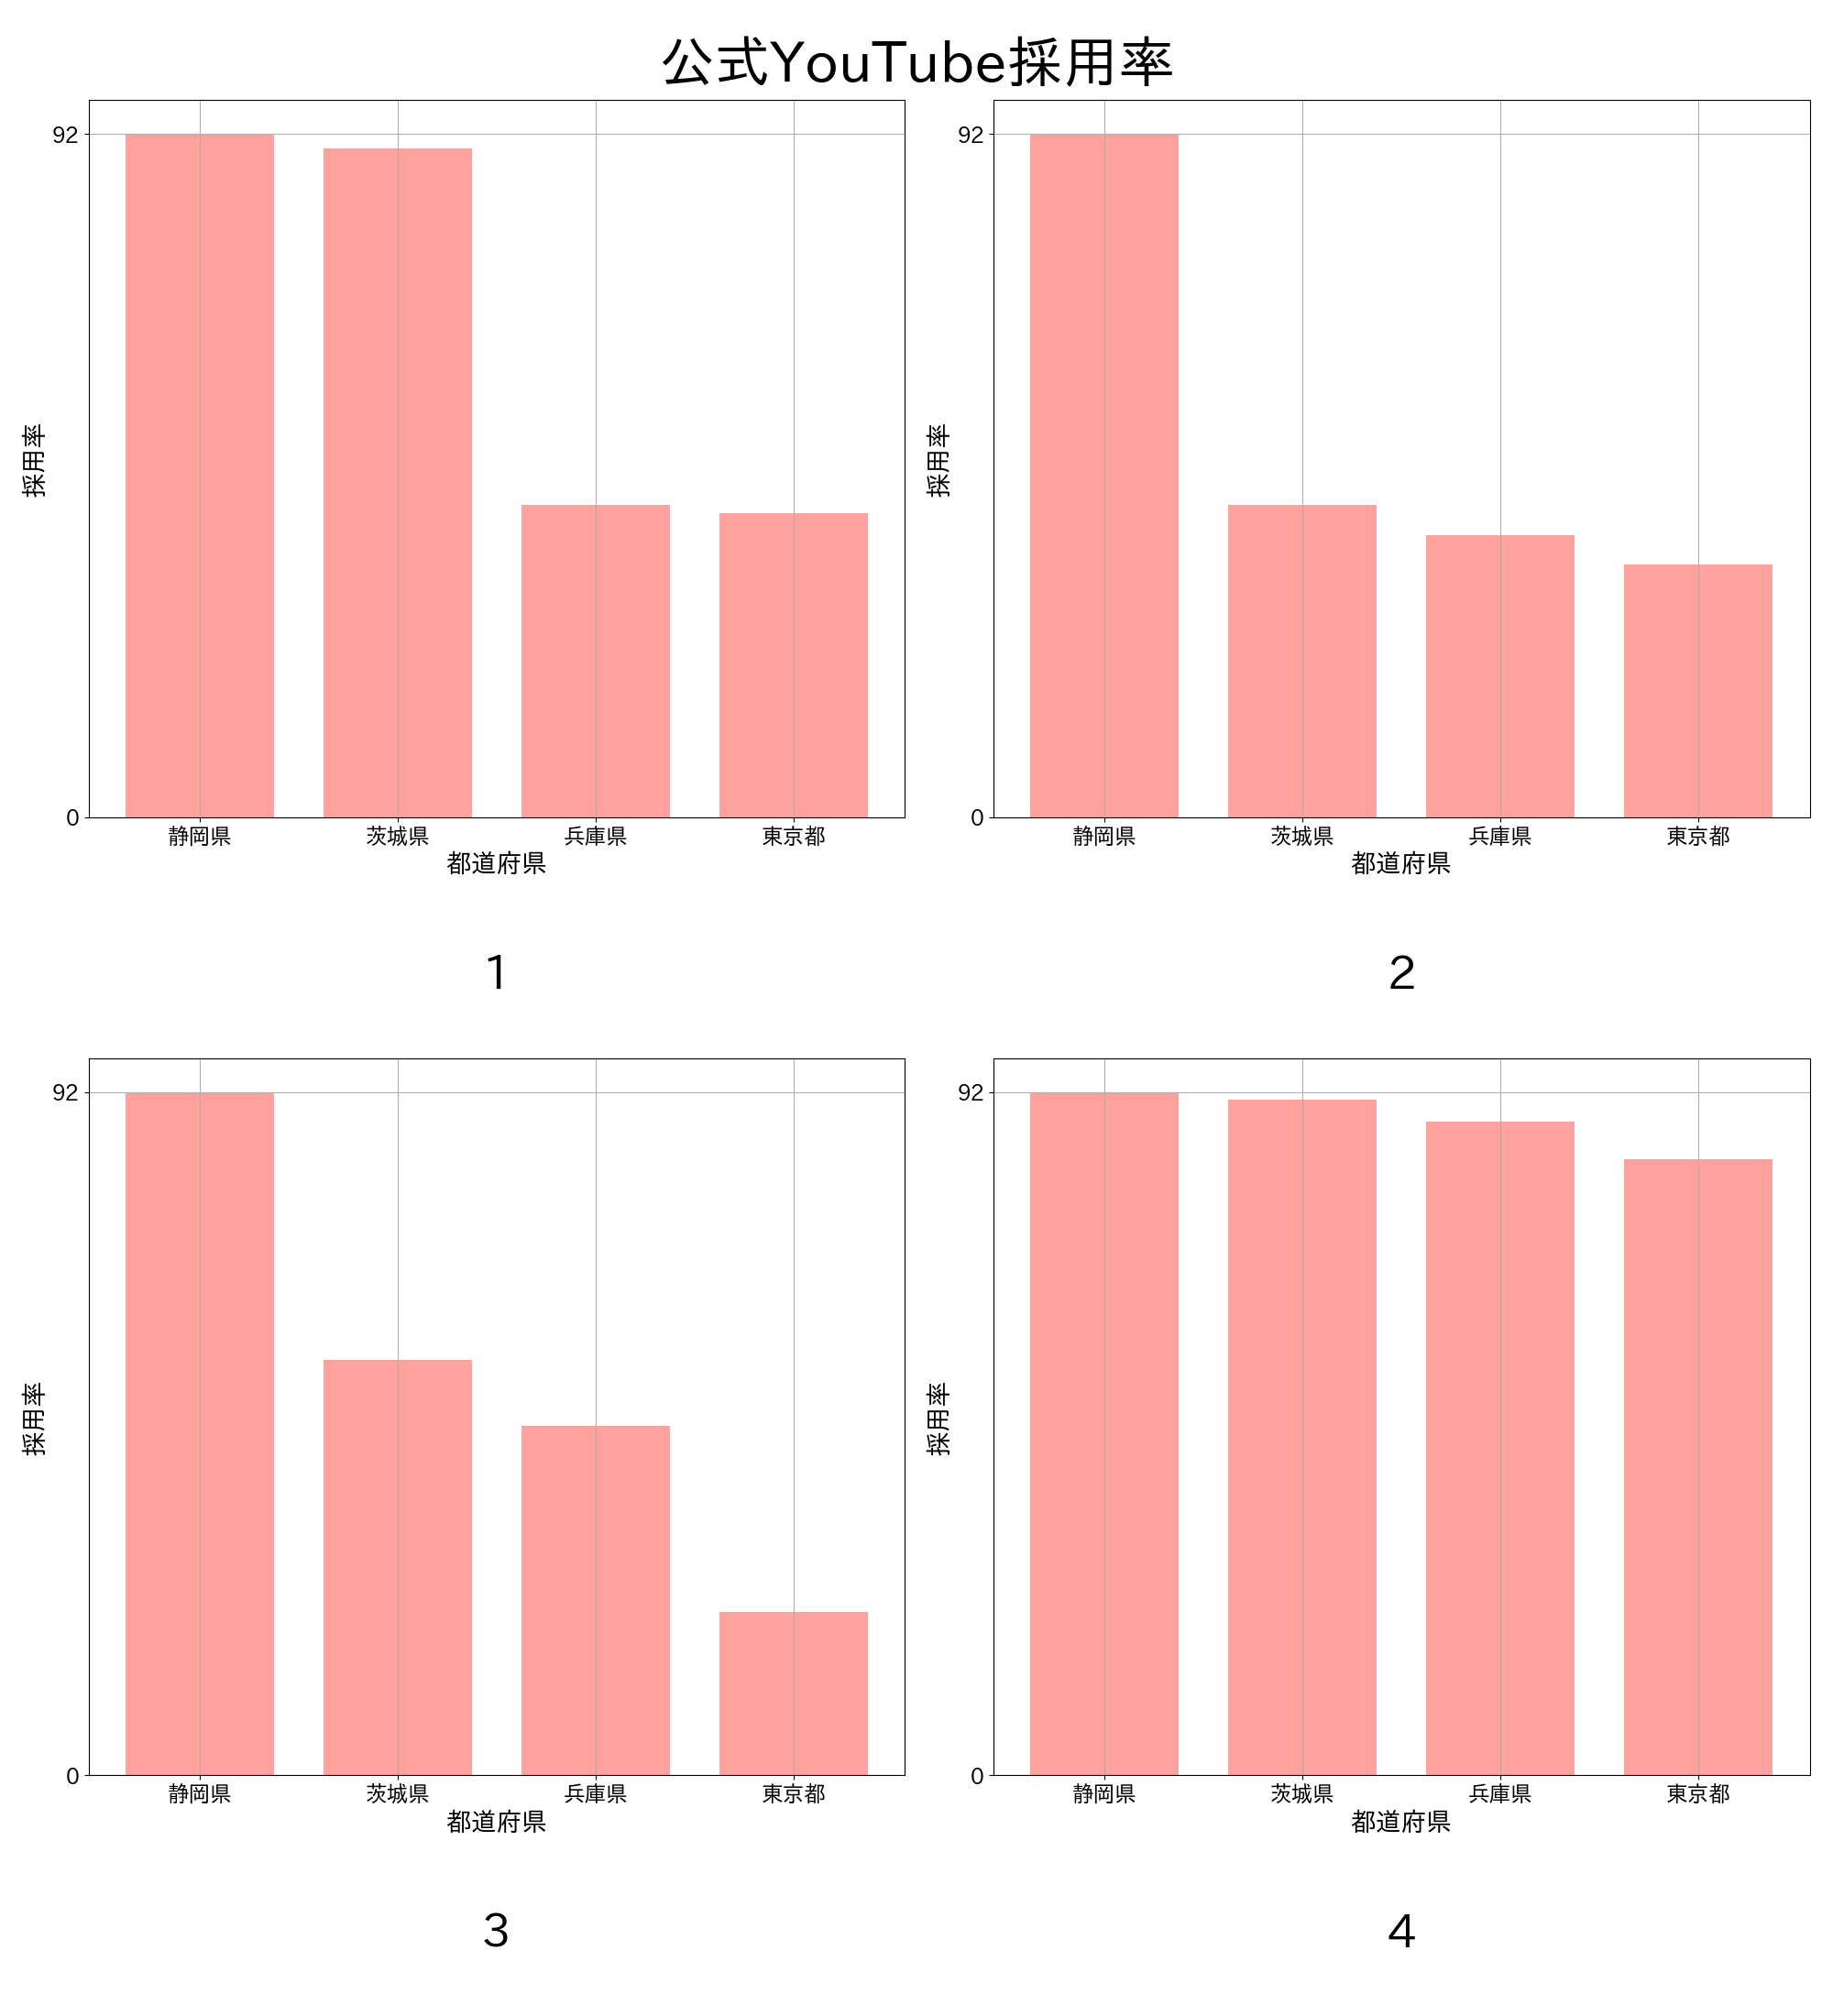 公式YouTube採用率
92
0
採用率
静岡県 茨城県 兵庫県 東京都
都道府県
1
92
0
採用率
静岡県 茨城県 兵庫県 東京都
都道府県
2
92
0
採用率
静岡県 茨城県 兵庫県 東京都
都道府県
3
92
0
採用率
静岡県 茨城県 兵庫県 東京都
都道府県
4